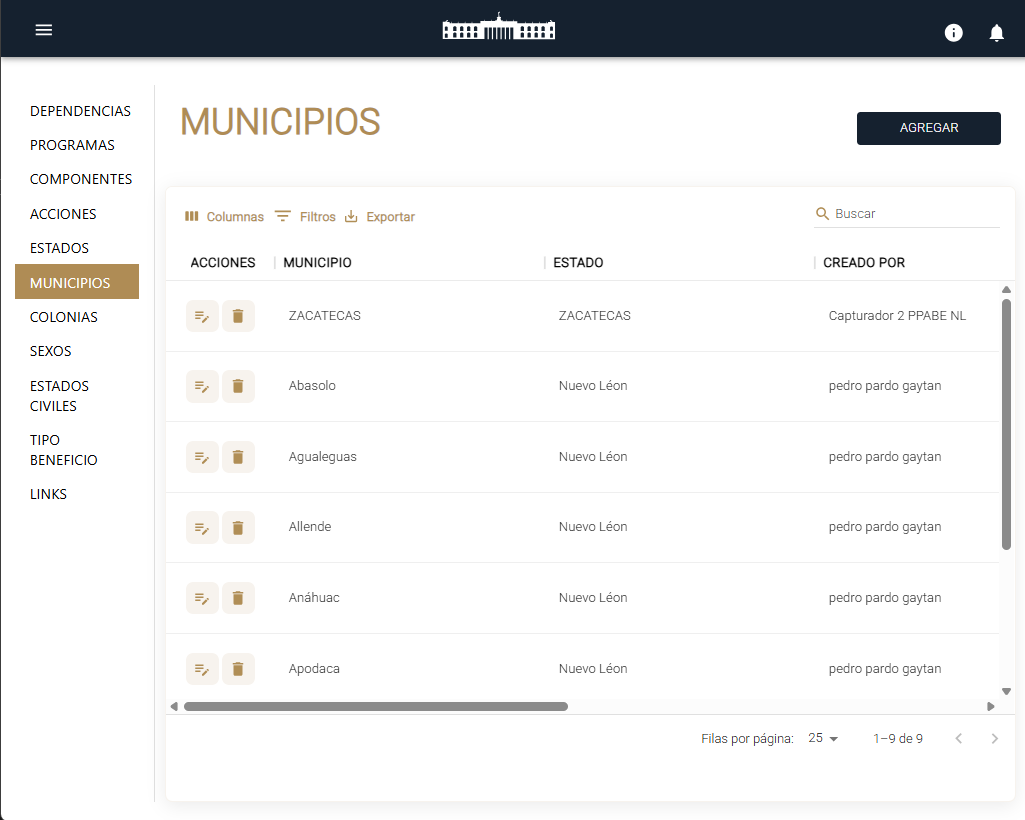 DEPENDENCIAS
PROGRAMAS
COMPONENTES
ACCIONES
ESTADOS
MUNICIPIOS
COLONIAS
SEXOS
ESTADOS
CIVILES
TIPO
BENEFICIO
LINKS
MUNICIPIOS
AGREGAR
Columnas Filtros Exportar Buscar
ACCIONES MUNICIPIO ESTADO CREADO POR
ZACATECAS ZACATECAS Capturador 2 PPABE NL
Abasolo Nuevo Léon pedro pardo gaytan
Agualeguas Nuevo Léon pedro pardo gaytan
Allende Nuevo Léon pedro pardo gaytan
Anáhuac Nuevo Léon pedro pardo gaytan
Apodaca Nuevo Léon pedro pardo gaytan
Filas por página: 25 1–9 de 9